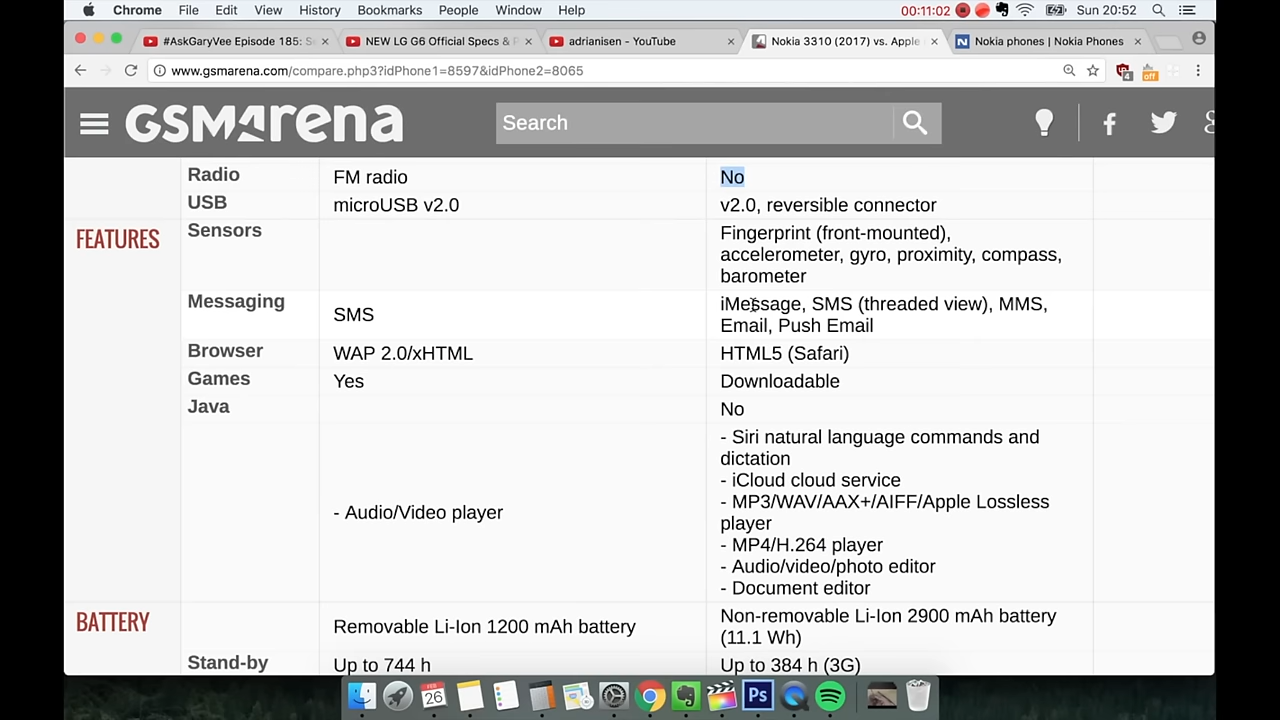 Chrome File Edit View History Bookmarks People Window Help 00:11:02 Sun 20:52
#AskGaryVee Episode 185: S NEW LG G6 Official Specs & P adrianisen - YouTube Nokia 3310 (2017) vs. Apple Nokia phones | Nokia Phones
www.gsmarena.com/compare.php3?idPhone1=8597&idPhone2=8065 4 off
GSMArena Search f g
Radio FM radio No
USB microUSB v2.0 v2.0, reversible connector
FEATURES Sensors Fingerprint (front-mounted),
accelerometer, gyro, proximity, compass,
barometer
Messaging SMS iMessage, SMS (threaded view), MMS,
Email, Push Email
Browser WAP 2.0/xHTML HTML5 (Safari)
Games Yes Downloadable
Java No
- Audio/Video player - Siri natural language commands and
dictation
- iCloud cloud service
- MP3/WAV/AAX+/AIFF/Apple Lossless
player
- MP4/H.264 player
- Audio/video/photo editor
- Document editor
BATTERY Removable Li-Ion 1200 mAh battery Non-removable Li-Ion 2900 mAh battery
(11.1 Wh)
Stand-by Up to 744 h Up to 384 h (3G)
FEB 26 Ps